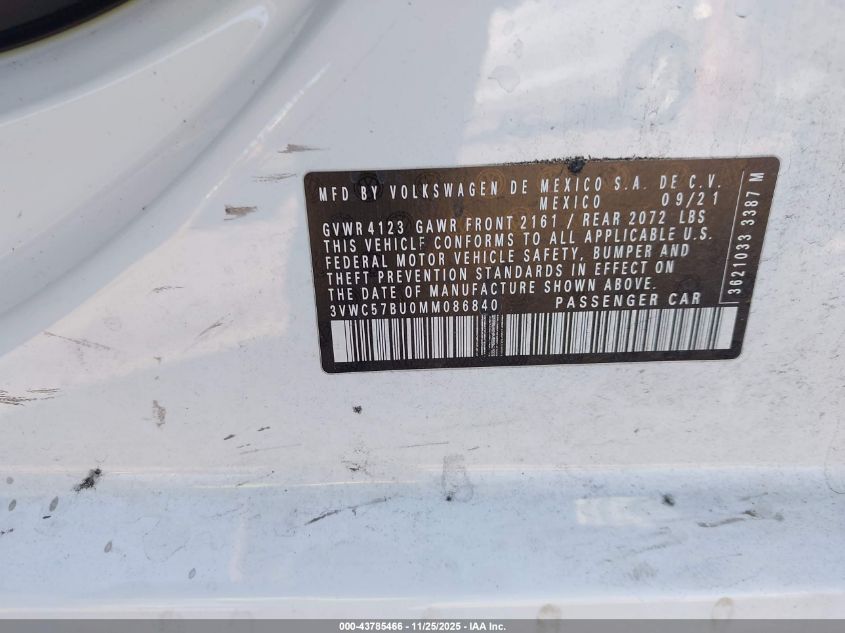 MFD BY VOLKSWAGEN DE MEXICO S.A. DE C.V.
MEXICO 09/21
GVWR 4123 GAWR FRONT 2161 / REAR 2072 LBS
THIS VEHICLE CONFORMS TO ALL APPLICABLE U.S.
FEDERAL MOTOR VEHICLE SAFETY, BUMPER AND
THEFT PREVENTION STANDARDS IN EFFECT ON
THE DATE OF MANUFACTURE SHOWN ABOVE.
3VWC57BU0MM086840 PASSENGER CAR
3621033 3387 M
000-43785466 - 11/25/2025 - IAA Inc.